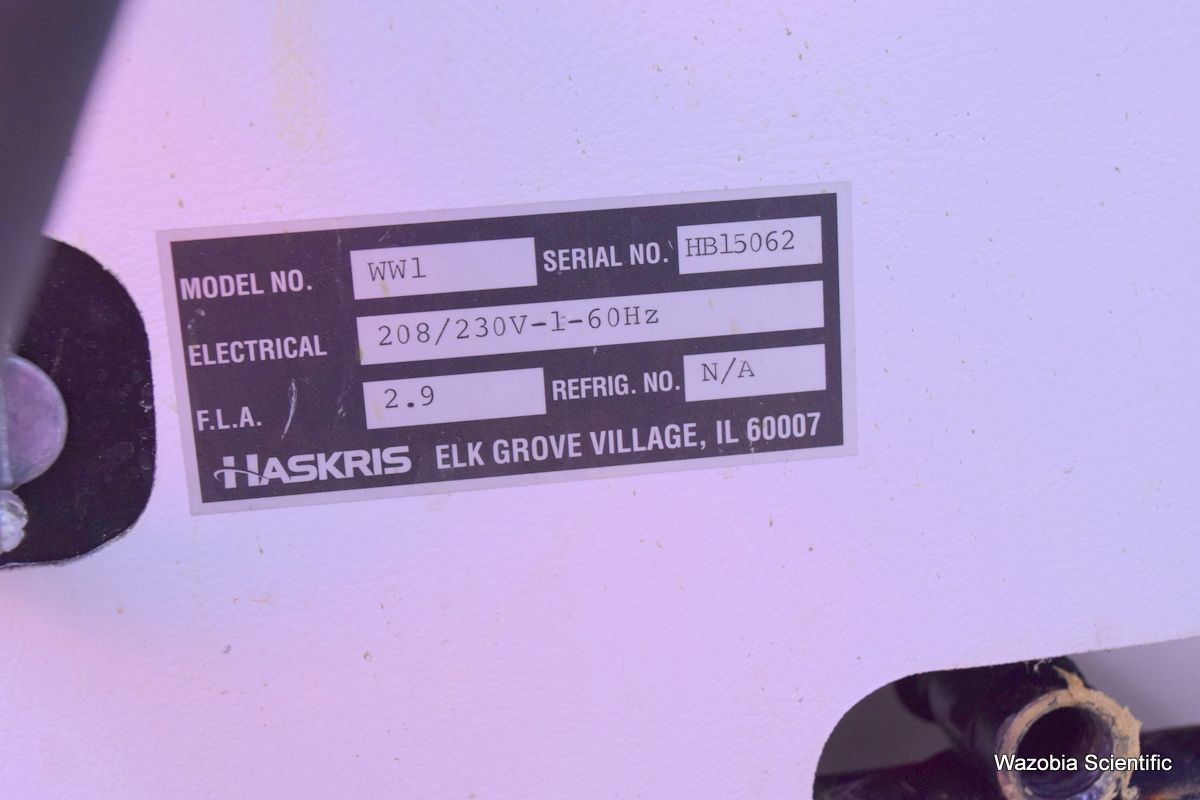 MODEL NO. WW1 SERIAL NO. HB15062
ELECTRICAL 208/230V-1-60Hz
F.L.A. 2.9 REFRIG. NO. N/A
HASKRIS ELK GROVE VILLAGE, IL 60007
Wazobia Scientific